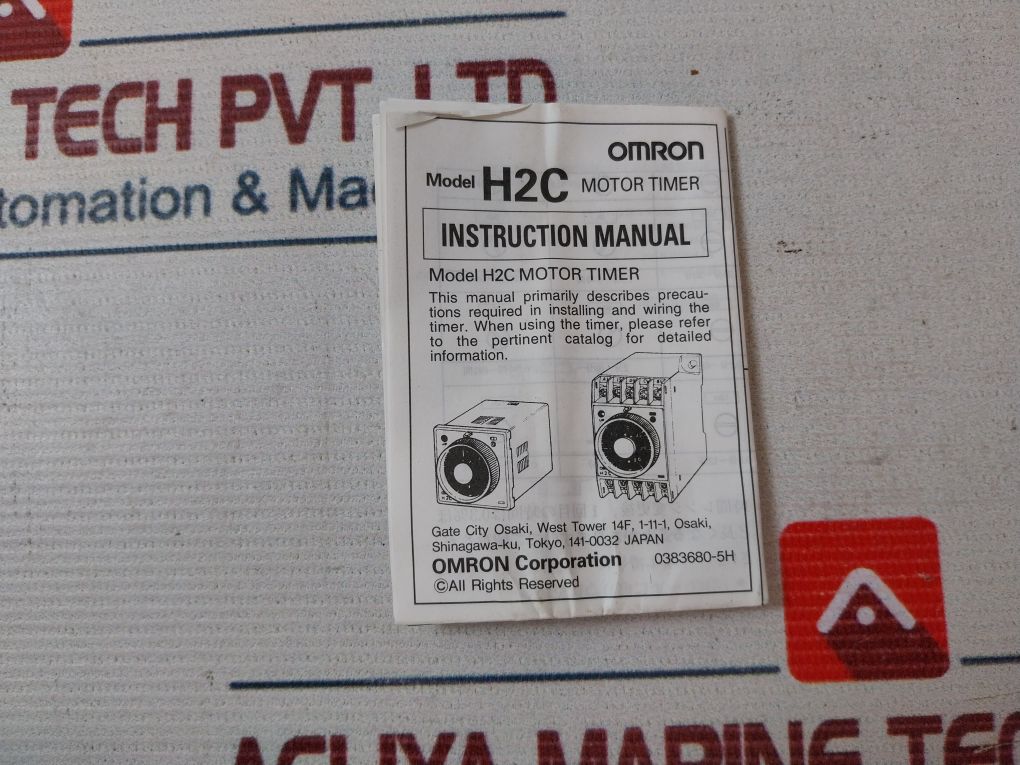 TECH PVT LTD
tomation & Mac
OMRON
Model H2C MOTOR TIMER
INSTRUCTION MANUAL
Model H2C MOTOR TIMER
This manual primarily describes precau-
tions required in installing and wiring the
timer. When using the timer, please refer
to the pertinent catalog for detailed
information.
Gate City Osaki, West Tower 14F, 1-11-1, Osaki,
Shinagawa-ku, Tokyo, 141-0032 JAPAN
OMRON Corporation 0383680-5H
©All Rights Reserved
MARINE TEC